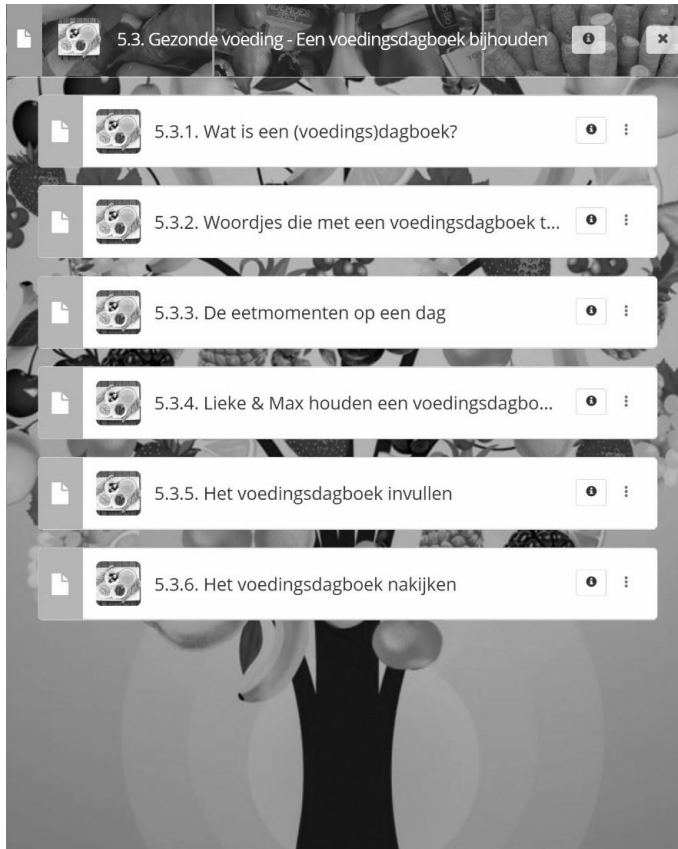 5.3. Gezonde voeding - Een voedingsdagboek bijhouden
5.3.1. Wat is een (voedings)dagboek?
5.3.2. Woordjes die met een voedingsdagboek t...
5.3.3. De eetmomenten op een dag
5.3.4. Lieke & Max houden een voedingsdagbo...
5.3.5. Het voedingsdagboek invullen
5.3.6. Het voedingsdagboek nakijken